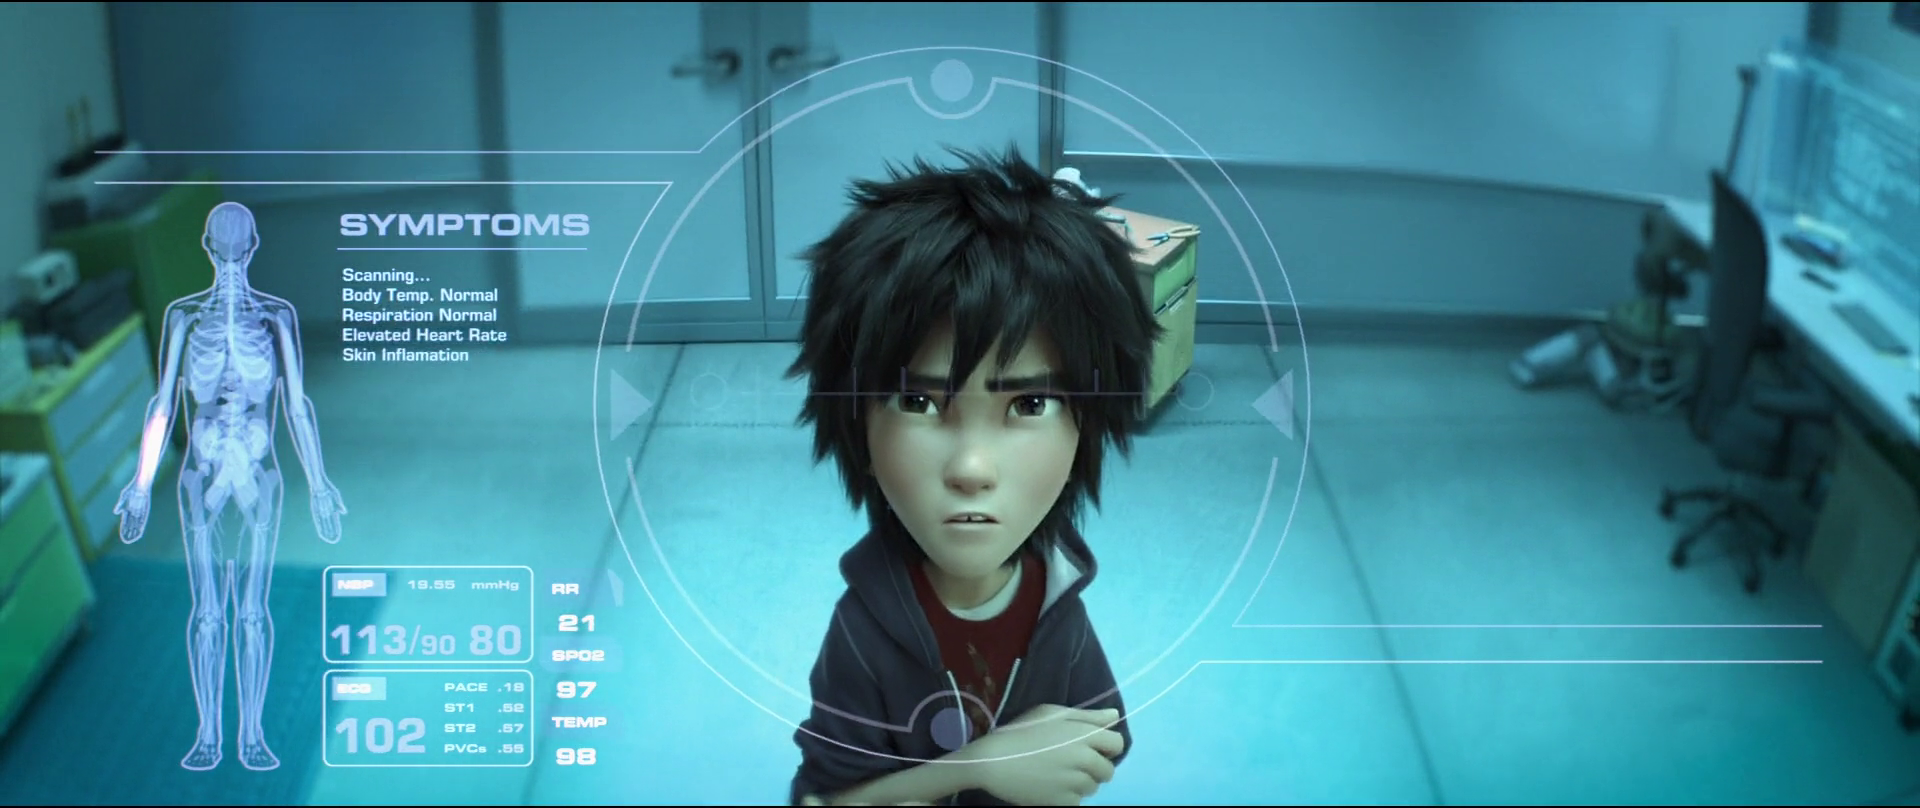 SYMPTOMS
Scanning...
Body Temp. Normal
Respiration Normal
Elevated Heart Rate
Skin Inflamation
NBP 19.55 mmHg
113/90 80
ECG
102
PACE .18
ST1 .52
ST2 .57
PVCs .55
RR
21
SPO2
97
TEMP
98